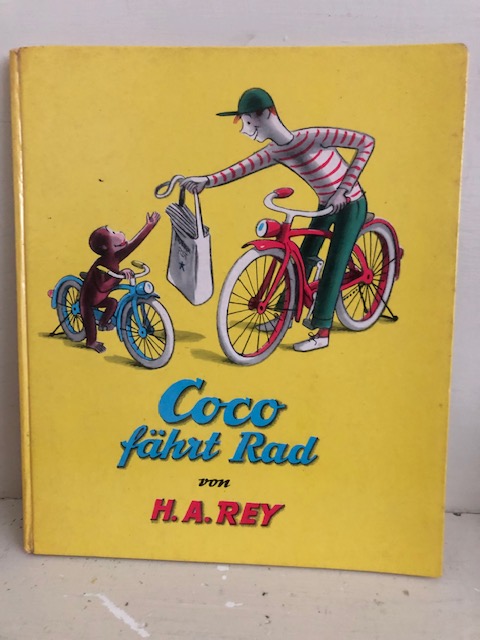 Coco
fährt Rad
von
H. A. REY